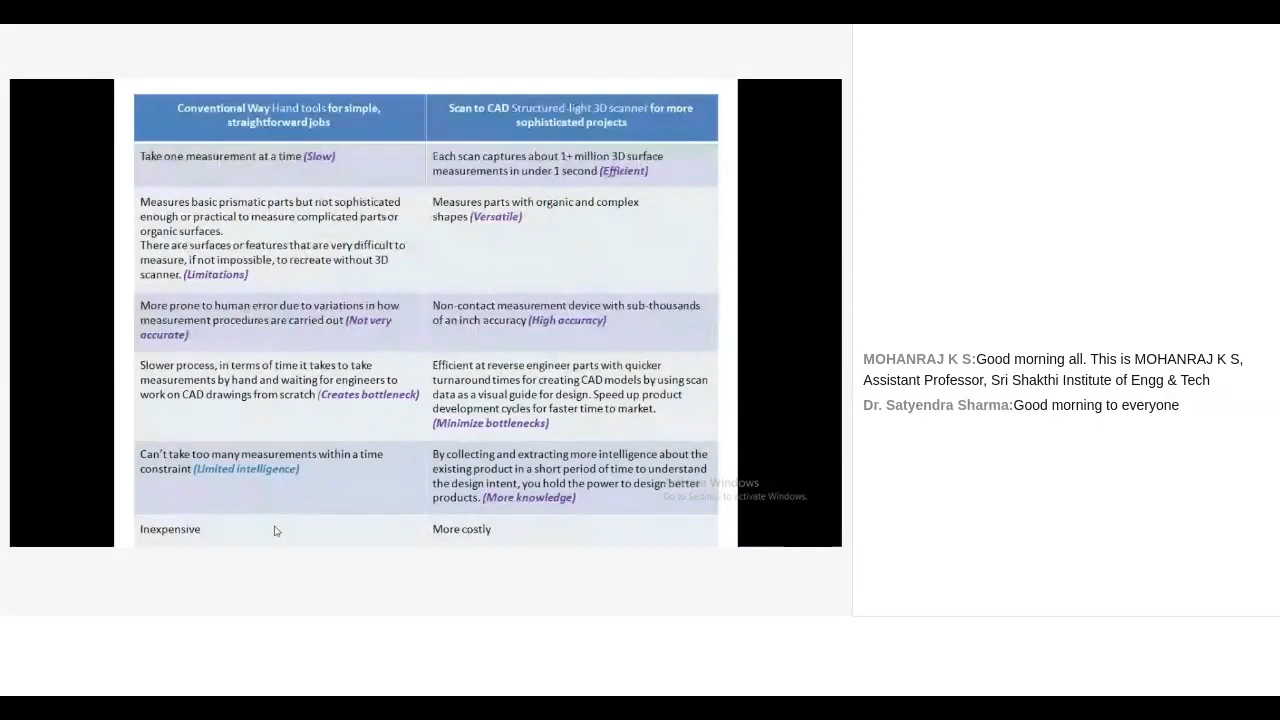 Conventional Way Hand tools for simple,
straightforward jobs
Scan to CAD Structured-light 3D scanner for more
sophisticated projects
Take one measurement at a time (Slow)
Each scan captures about 1+ million 3D surface
measurements in under 1 second (Efficient)
Measures basic prismatic parts but not sophisticated
enough or practical to measure complicated parts or
organic surfaces.
There are surfaces or features that are very difficult to
measure, if not impossible, to recreate without 3D
scanner. (Limitations)
Measures parts with organic and complex
shapes (Versatile)
More prone to human error due to variations in how
measurement procedures are carried out (Not very
accurate)
Non-contact measurement device with sub-thousands
of an inch accuracy (High accuracy)
Slower process, in terms of time it takes to take
measurements by hand and waiting for engineers to
work on CAD drawings from scratch (Creates bottleneck)
Efficient at reverse engineer parts with quicker
turnaround times for creating CAD models by using scan
data as a visual guide for design. Speed up product
development cycles for faster time to market.
(Minimize bottlenecks)
Can't take too many measurements within a time
constraint (Limited intelligence)
By collecting and extracting more intelligence about the
existing product in a short period of time to understand
the design intent, you hold the power to design better
products. (More knowledge)
Inexpensive
More costly
Windows
Go to Settings to activate Windows.
MOHANRAJ K S:Good morning all. This is MOHANRAJ K S,
Assistant Professor, Sri Shakthi Institute of Engg & Tech
Dr. Satyendra Sharma:Good morning to everyone